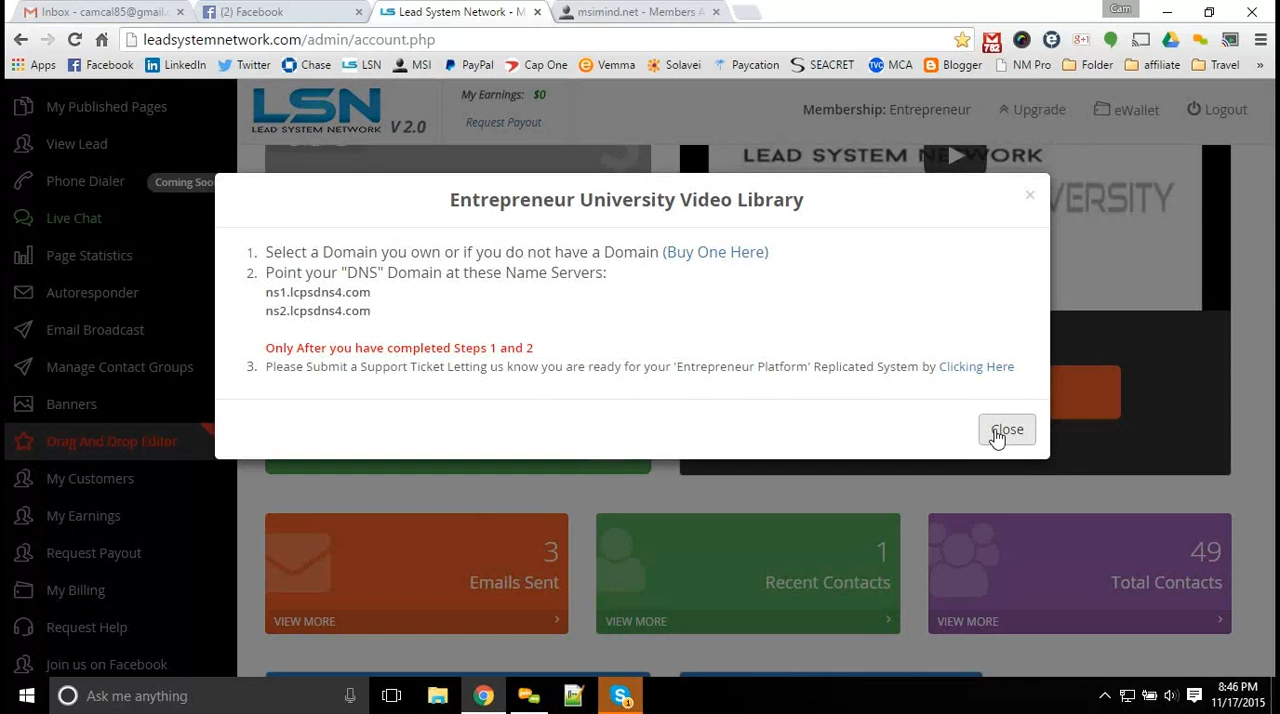 Inbox - camcal85@gmail.
(2) Facebook
Lead System Network - M
msimind.net - Members A
Cam
leadsystemnetwork.com/admin/account.php
782
Apps
Facebook
LinkedIn
Twitter
Chase
LSN
MSI
PayPal
Cap One
Vemma
Solavei
Paycation
SEACRET
MCA
Blogger
NM Pro
Folder
affiliate
Travel
»
My Published Pages
View Lead
Phone Dialer
Coming Soo
Live Chat
Page Statistics
Autoresponder
Email Broadcast
Manage Contact Groups
Banners
Drag And Drop Editor
My Customers
My Earnings
Request Payout
My Billing
Request Help
Join us on Facebook
LSN
LEAD SYSTEM NETWORK
V 2.0
My Earnings: $0
Request Payout
Membership: Entrepreneur
Upgrade
eWallet
Logout
LEAD SYSTEM NETWORK
VERSITY
Entrepreneur University Video Library
×
1. Select a Domain you own or if you do not have a Domain (Buy One Here)
2. Point your "DNS" Domain at these Name Servers:
ns1.lcpsdns4.com
ns2.lcpsdns4.com
Only After you have completed Steps 1 and 2
3. Please Submit a Support Ticket Letting us know you are ready for your 'Entrepreneur Platform' Replicated System by Clicking Here
Close
3
Emails Sent
VIEW MORE
1
Recent Contacts
VIEW MORE
49
Total Contacts
VIEW MORE
Ask me anything
1
8:46 PM
11/17/2015